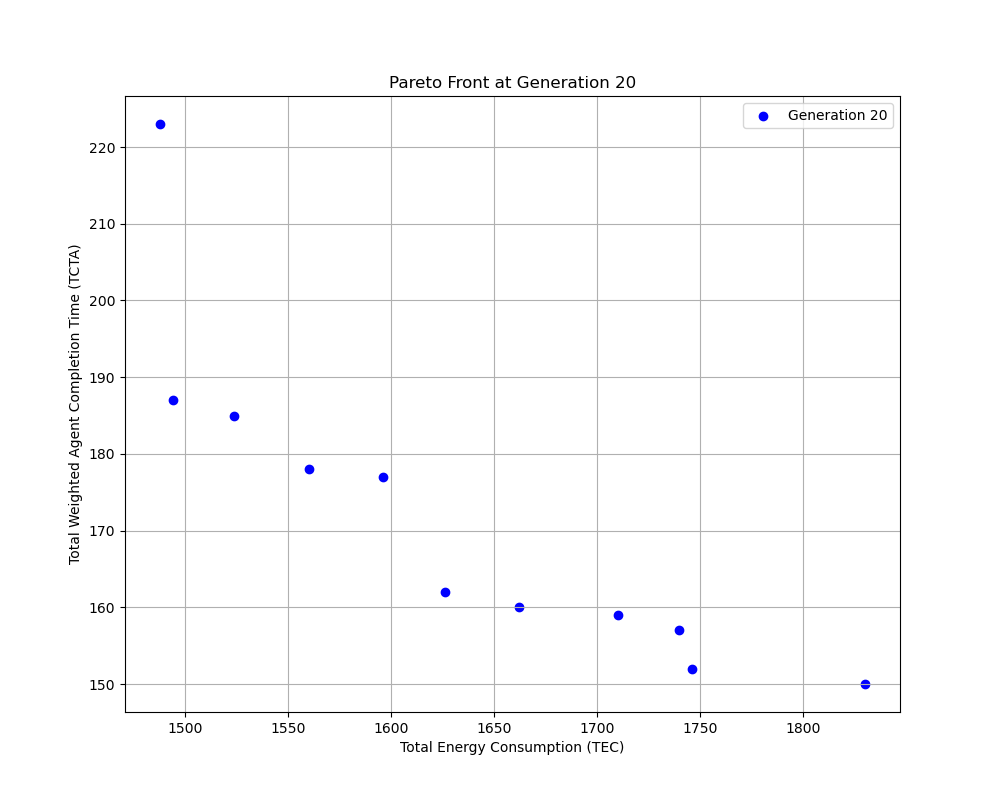 Pareto Front at Generation 20
Generation 20
220
210
200
190
180
170
160
150
Total Weighted Agent Completion Time (TCTA)
1500 1550 1600 1650 1700 1750 1800
Total Energy Consumption (TEC)